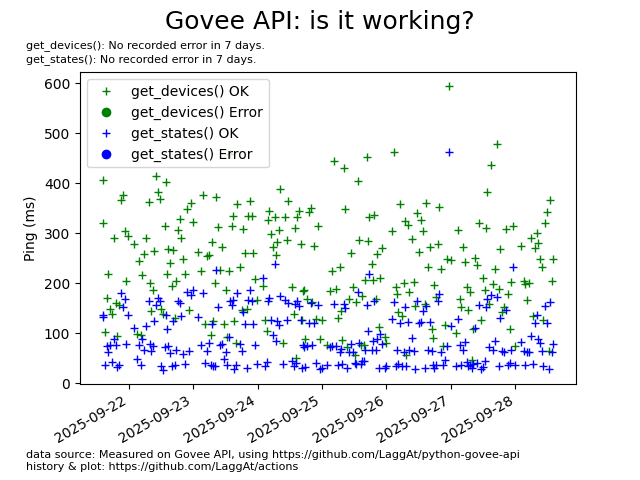 Govee API: is it working?
get_devices(): No recorded error in 7 days.
get_states(): No recorded error in 7 days.
600
500
400
300
200
100
0
Ping (ms)
get_devices() OK
get_devices() Error
get_states() OK
get_states() Error
2025-09-22
2025-09-23
2025-09-24
2025-09-25
2025-09-26
2025-09-27
2025-09-28
data source: Measured on Govee API, using https://github.com/LaggAt/python-govee-api
history & plot: https://github.com/LaggAt/actions